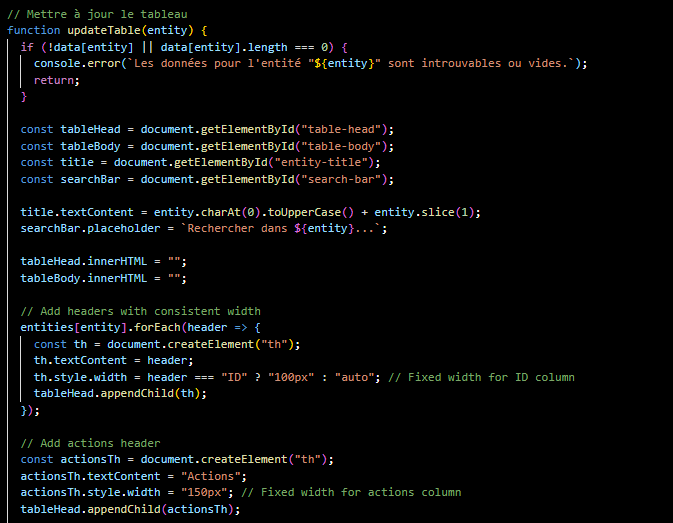 // Mettre à jour le tableau
function updateTable(entity) {
  if (!data[entity] || data[entity].length === 0) {
    console.error(`Les données pour l'entité "${entity}" sont introuvables ou vides.`);
    return;
  }

  const tableHead = document.getElementById("table-head");
  const tableBody = document.getElementById("table-body");
  const title = document.getElementById("entity-title");
  const searchBar = document.getElementById("search-bar");

  title.textContent = entity.charAt(0).toUpperCase() + entity.slice(1);
  searchBar.placeholder = `Rechercher dans ${entity}...`;

  tableHead.innerHTML = "";
  tableBody.innerHTML = "";

  // Add headers with consistent width
  entities[entity].forEach(header => {
    const th = document.createElement("th");
    th.textContent = header;
    th.style.width = header === "ID" ? "100px" : "auto"; // Fixed width for ID column
    tableHead.appendChild(th);
  });

  // Add actions header
  const actionsTh = document.createElement("th");
  actionsTh.textContent = "Actions";
  actionsTh.style.width = "150px"; // Fixed width for actions column
  tableHead.appendChild(actionsTh);